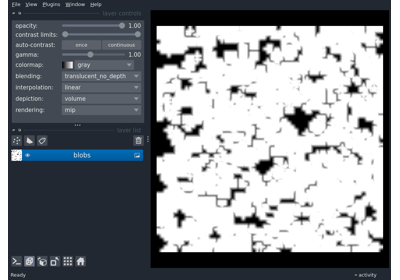 File View Plugins Window Help
layer controls
opacity: 1.00
contrast limits:
auto-contrast: once continuous
gamma: 1.00
colormap: gray
blending: translucent_no_depth
interpolation: linear
depiction: volume
rendering: mip
layer list
blobs
Ready
activity